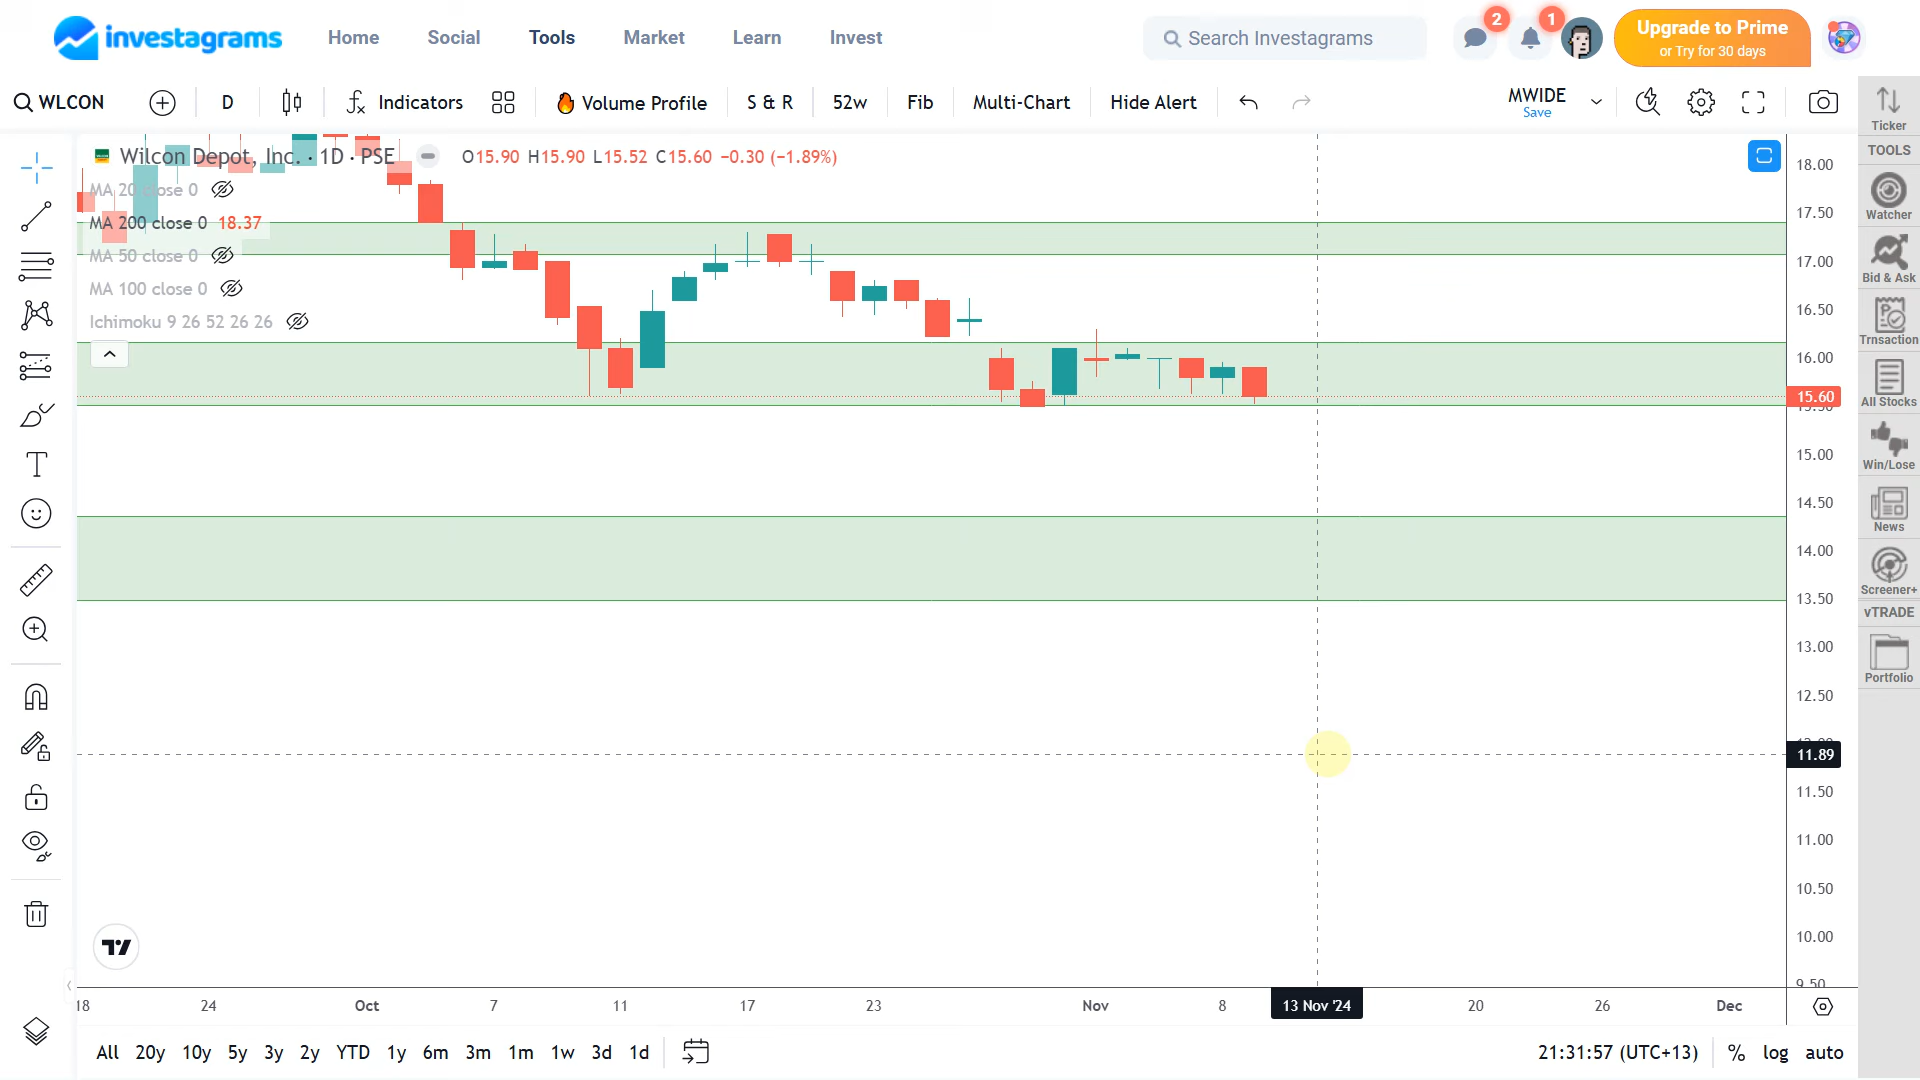 investagrams
Home
Social
Tools
Market
Learn
Invest
Search Investagrams
2
1
Upgrade to Prime
or Try for 30 days
WLCON
D
Indicators
Volume Profile
S & R
52w
Fib
Multi-Chart
Hide Alert
MWIDE
Save
Wilcon Depot, Inc. · 1D · PSE
O15.90 H15.90 L15.52 C15.60 −0.30 (−1.89%)
MA 20 close 0
MA 200 close 0 18.37
MA 50 close 0
MA 100 close 0
Ichimoku 9 26 52 26 26
18.00
17.50
17.00
16.50
16.00
15.60
15.50
15.00
14.50
14.00
13.50
13.00
12.50
12.00
11.89
11.50
11.00
10.50
10.00
9.50
18
24
Oct
7
11
17
23
Nov
8
13 Nov '24
20
26
Dec
All
20y
10y
5y
3y
2y
YTD
1y
6m
3m
1m
1w
3d
1d
21:31:57 (UTC+13)
%
log
auto
Ticker
TOOLS
Watcher
Bid & Ask
Trnsaction
All Stocks
Win/Lose
News
Screener+
vTRADE
Portfolio